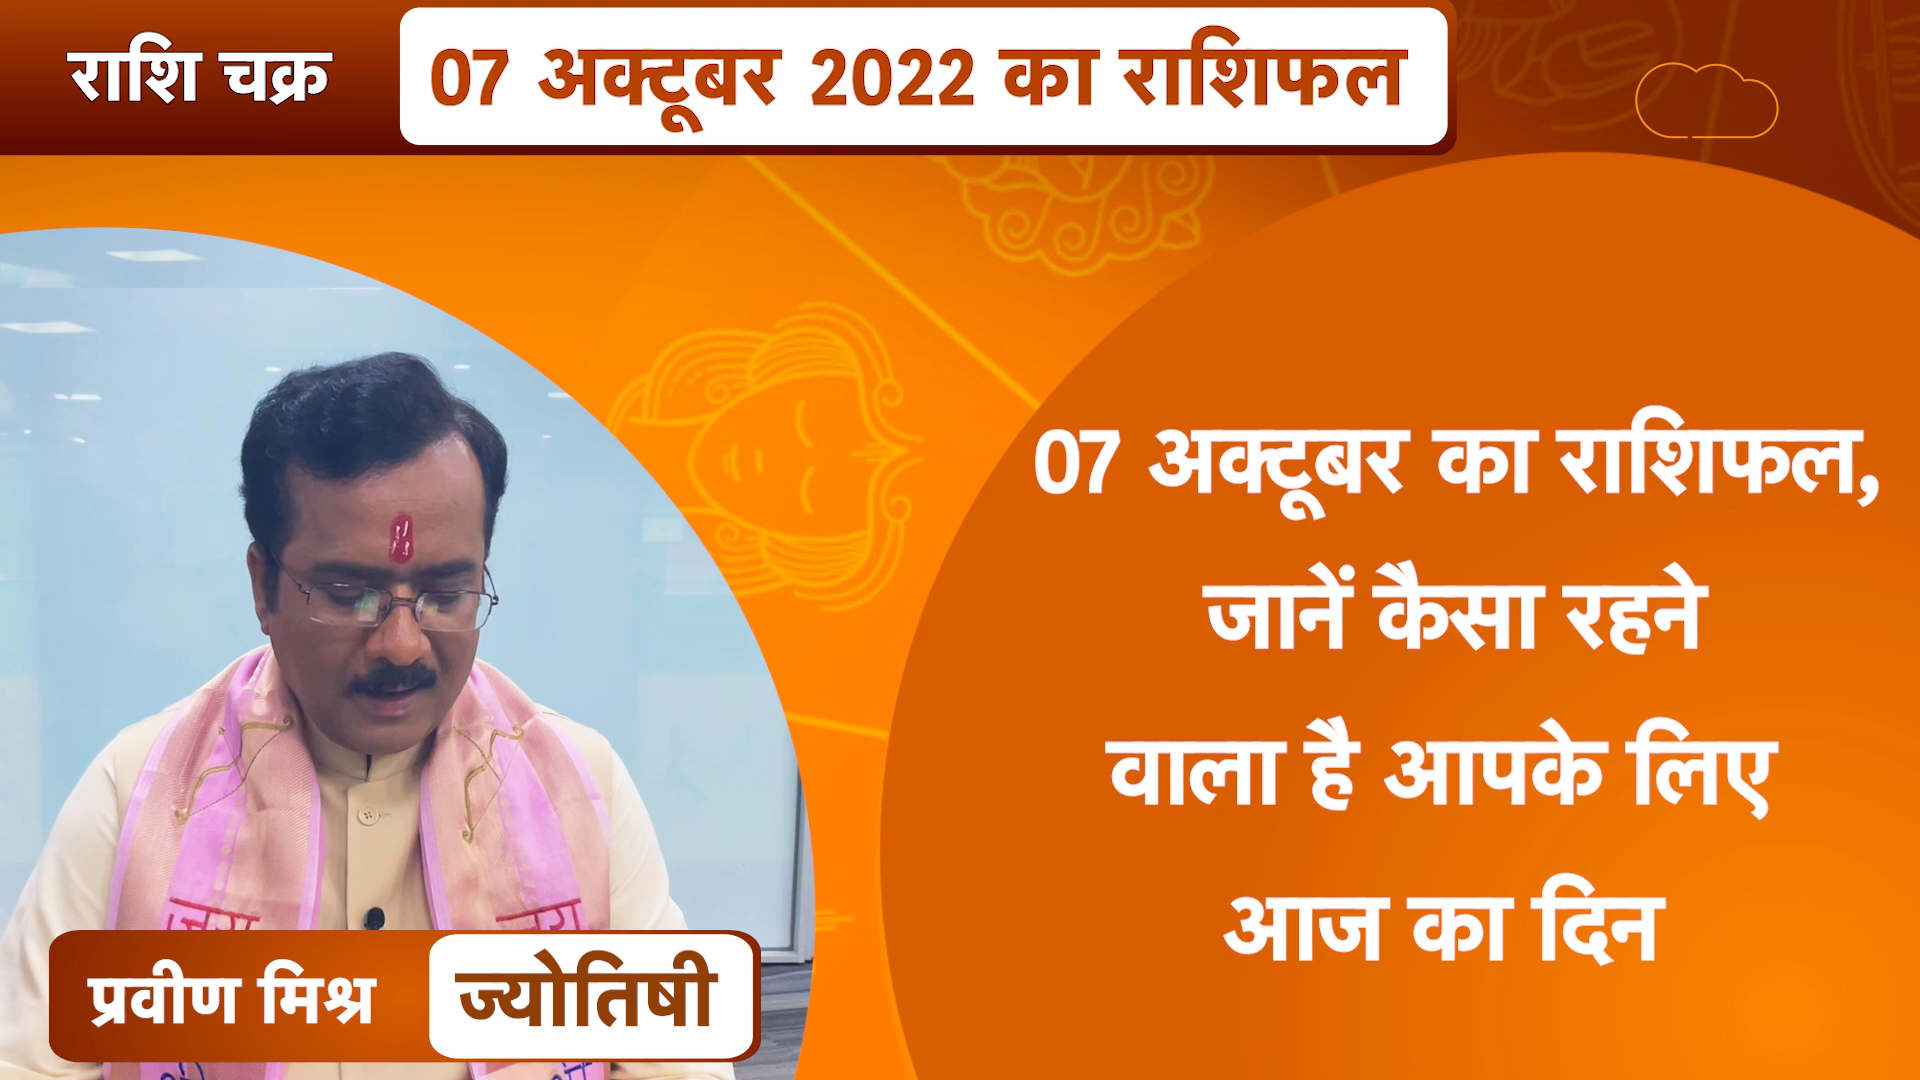 राशि चक्र
07 अक्टूबर 2022 का राशिफल
07 अक्टूबर का राशिफल,
जानें कैसा रहने
वाला है आपके लिए
आज का दिन
प्रवीण मिश्र
ज्योतिषी